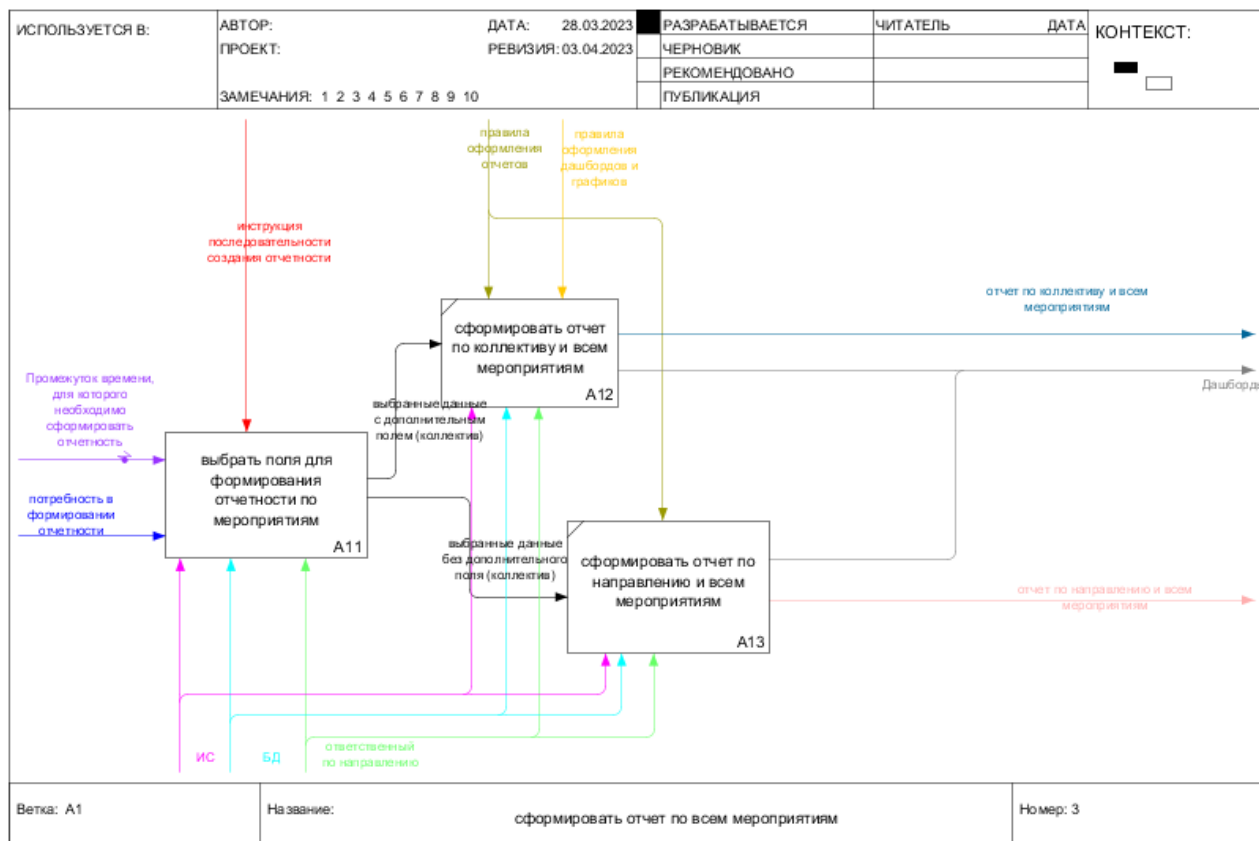 ИСПОЛЬЗУЕТСЯ В:
АВТОР:
ДАТА: 28.03.2023
ПРОЕКТ:
РЕВИЗИЯ: 03.04.2023
ЗАМЕЧАНИЯ: 1 2 3 4 5 6 7 8 9 10
РАЗРАБАТЫВАЕТСЯ
ЧЕРНОВИК
РЕКОМЕНДОВАНО
ПУБЛИКАЦИЯ
ЧИТАТЕЛЬ
ДАТА
КОНТЕКСТ:
правила
оформления
отчетов
правила
оформления
дашбордов и
графиков
инструкция
последовательности
создания отчетности
отчет по коллективу и всем
мероприятиям
сформировать отчет
по коллективу и всем
мероприятиям
A12
Дашборды
Промежуток времени,
для которого
необходимо
сформировать
отчетность
выбранные данные
с дополнительным
полем (коллектив)
выбрать поля для
формирования
отчетности по
мероприятиям
A11
потребность в
формировании
отчетности
выбранные данные
без дополнительного
поля (коллектив)
сформировать отчет по
направлению и всем
мероприятиям
A13
отчет по направлению и всем
мероприятиям
ИС
БД
ответственный
по направлению
Ветка: A1
Название:
сформировать отчет по всем мероприятиям
Номер: 3